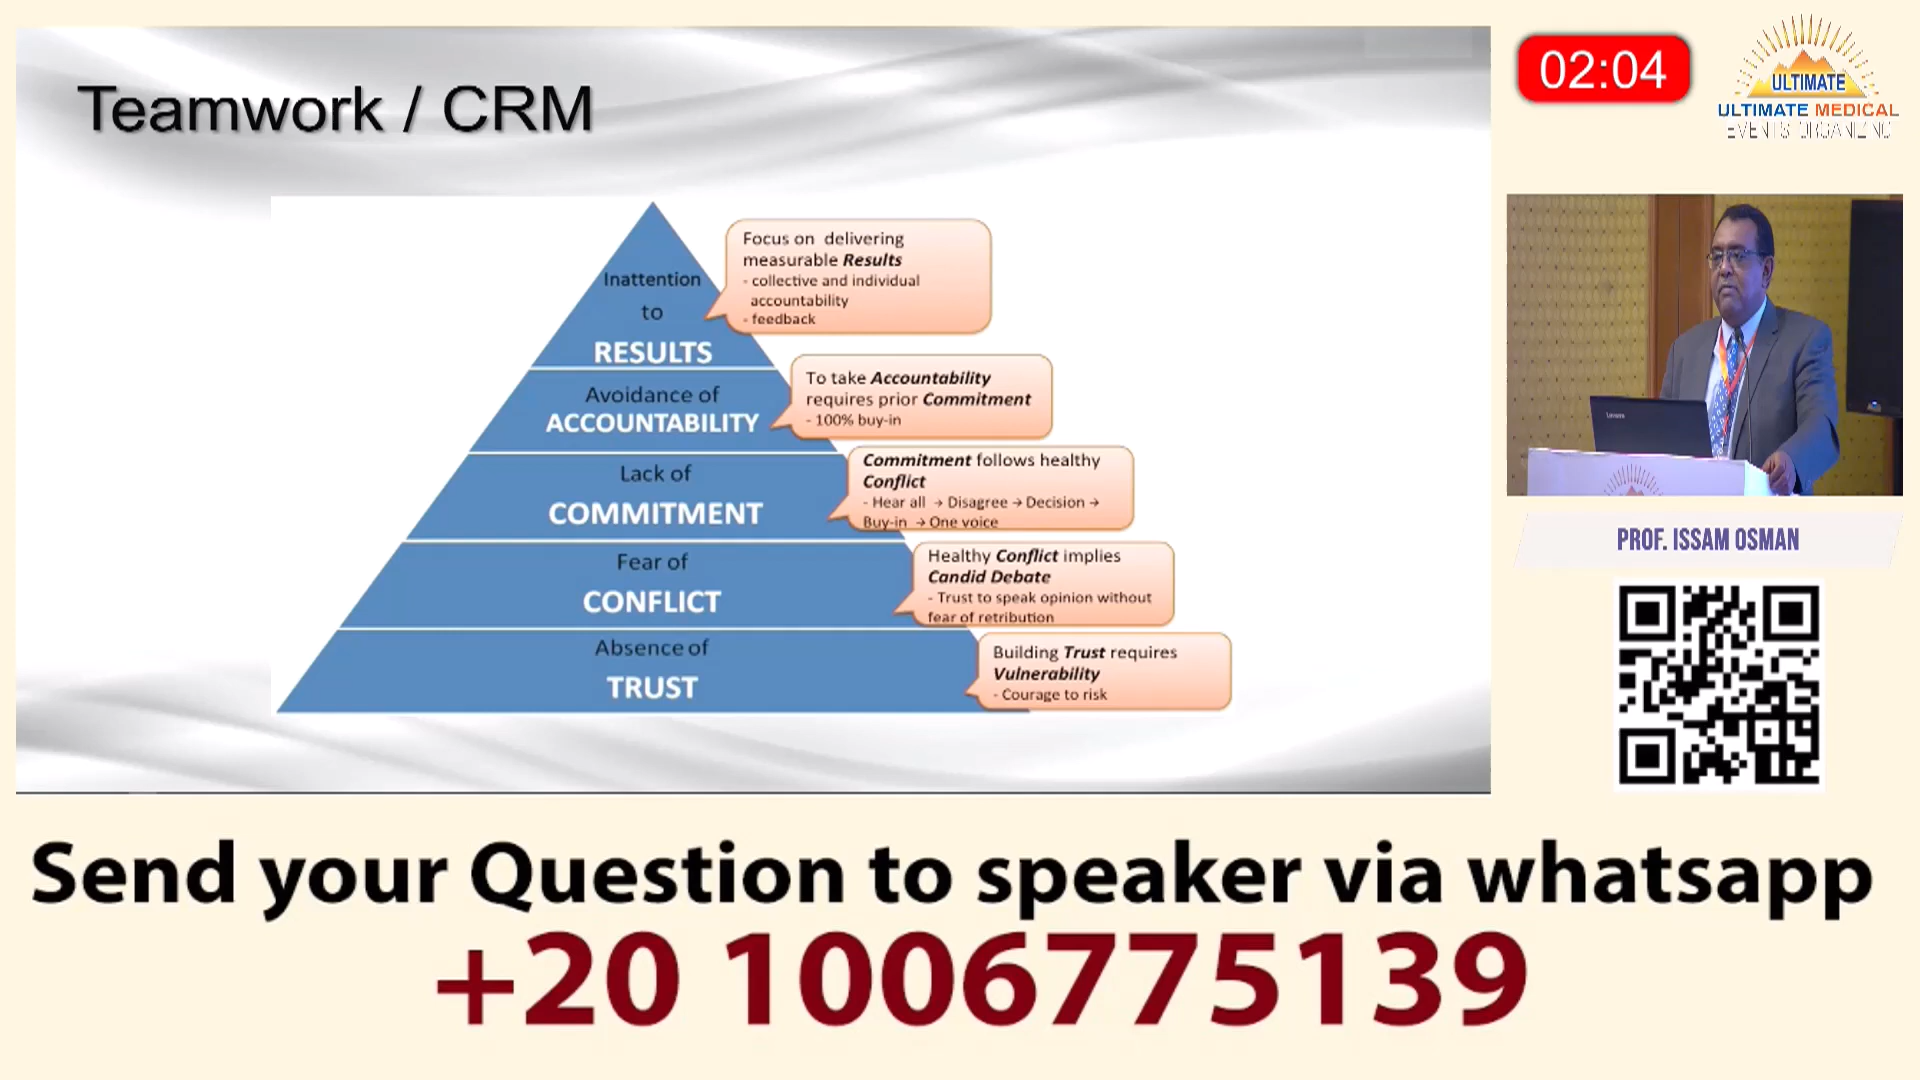 Teamwork / CRM
Inattention
to
RESULTS
Focus on delivering
measurable Results
- collective and individual
accountability
- feedback
Avoidance of
ACCOUNTABILITY
To take Accountability
requires prior Commitment
- 100% buy-in
Lack of
COMMITMENT
Commitment follows healthy
Conflict
- Hear all → Disagree → Decision →
Buy-in → One voice
Fear of
CONFLICT
Healthy Conflict implies
Candid Debate
- Trust to speak opinion without
fear of retribution
Absence of
TRUST
Building Trust requires
Vulnerability
- Courage to risk
02:04
ULTIMATE
ULTIMATE MEDICAL
EVENTS ORGANIZING
Lenovo
PROF. ISSAM OSMAN
Send your Question to speaker via whatsapp
+20 1006775139